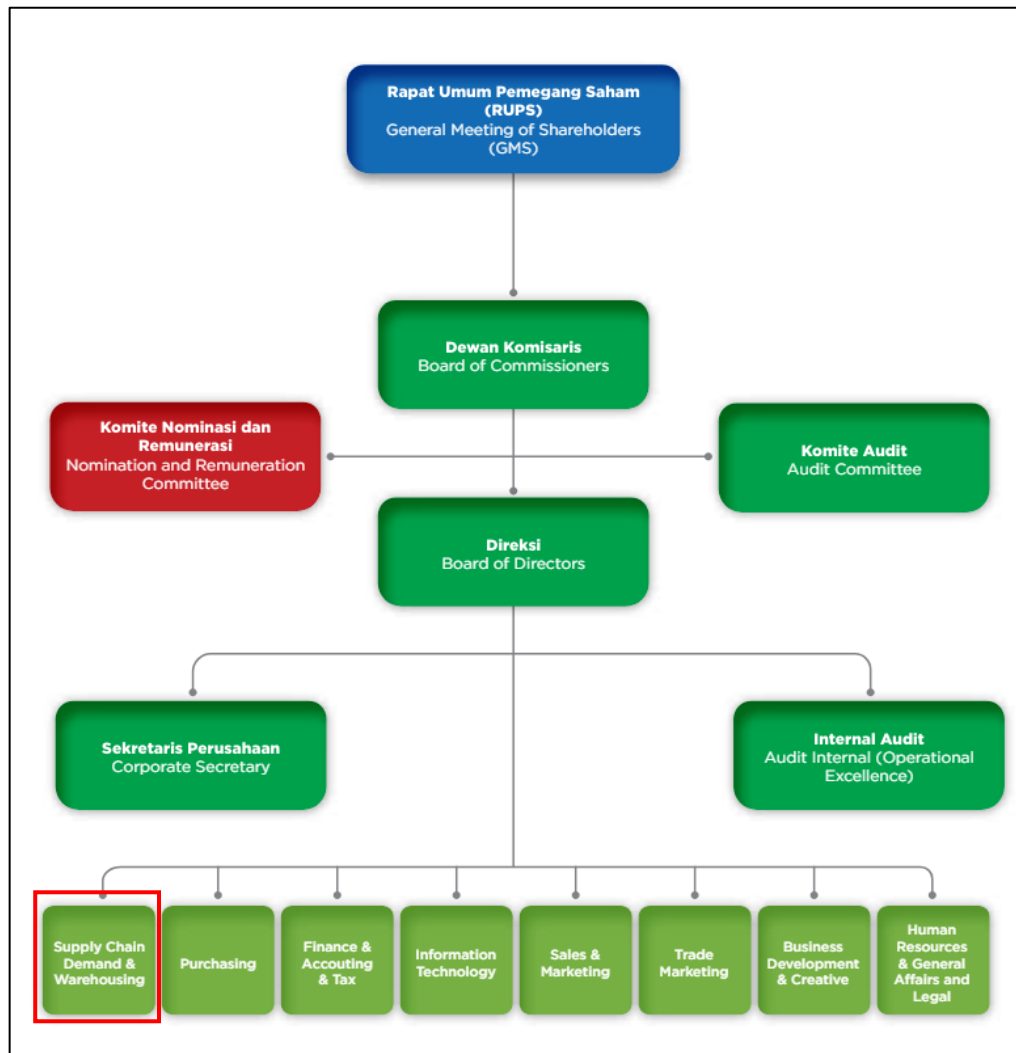 Rapat Umum Pemegang Saham
(RUPS)
General Meeting of Shareholders
(GMS)
Dewan Komisaris
Board of Commissioners
Komite Nominasi dan
Remunerasi
Nomination and Remuneration
Committee
Komite Audit
Audit Committee
Direksi
Board of Directors
Sekretaris Perusahaan
Corporate Secretary
Internal Audit
Audit Internal (Operational
Excellence)
Supply Chain
Demand &
Warehousing
Purchasing
Finance &
Accouting
& Tax
Information
Technology
Sales &
Marketing
Trade
Marketing
Business
Development
& Creative
Human
Resources
& General
Affairs and
Legal